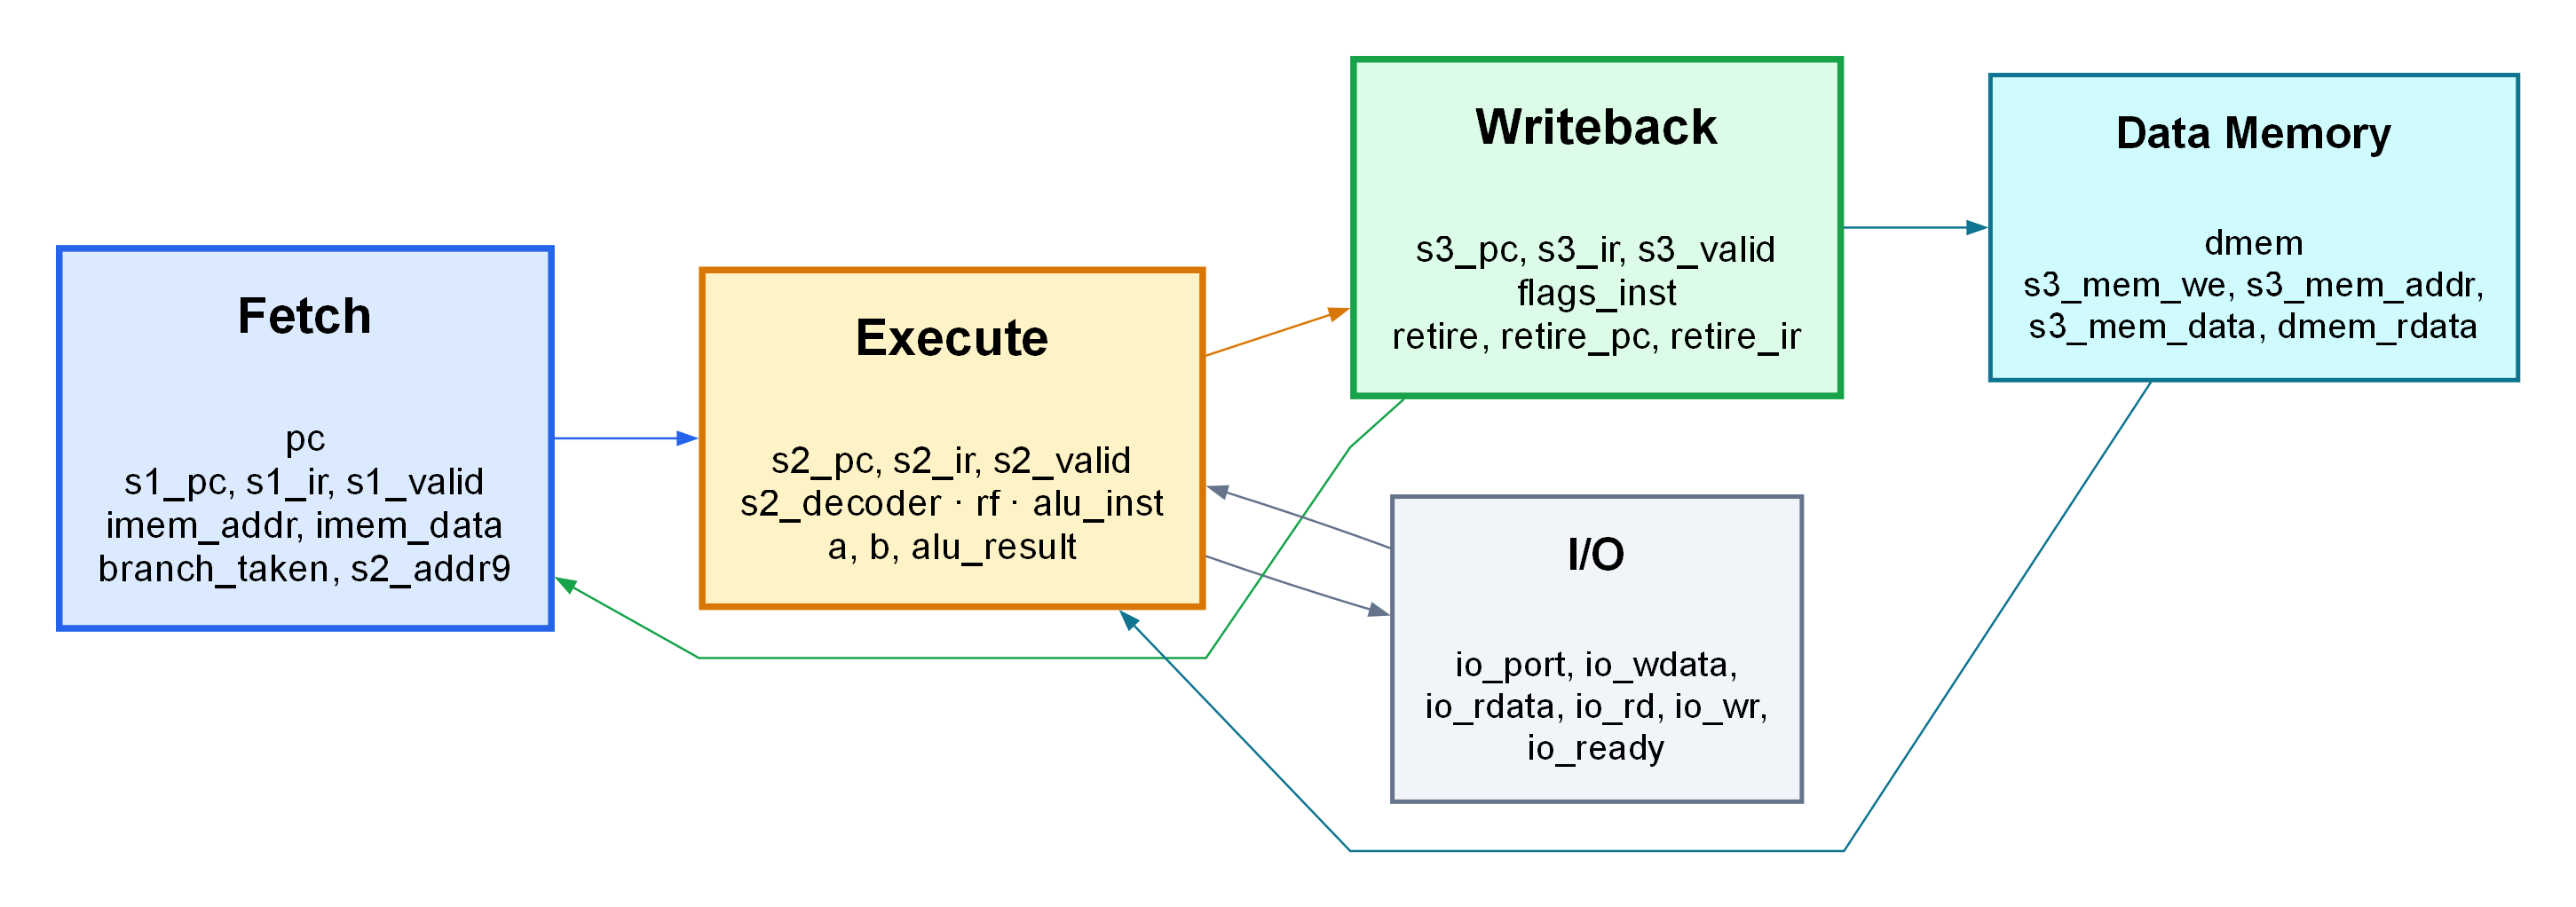 Fetch
pc
s1_pc, s1_ir, s1_valid
imem_addr, imem_data
branch_taken, s2_addr9
Execute
s2_pc, s2_ir, s2_valid
s2_decoder · rf · alu_inst
a, b, alu_result
Writeback
s3_pc, s3_ir, s3_valid
flags_inst
retire, retire_pc, retire_ir
I/O
io_port, io_wdata,
io_rdata, io_rd, io_wr,
io_ready
Data Memory
dmem
s3_mem_we, s3_mem_addr,
s3_mem_data, dmem_rdata